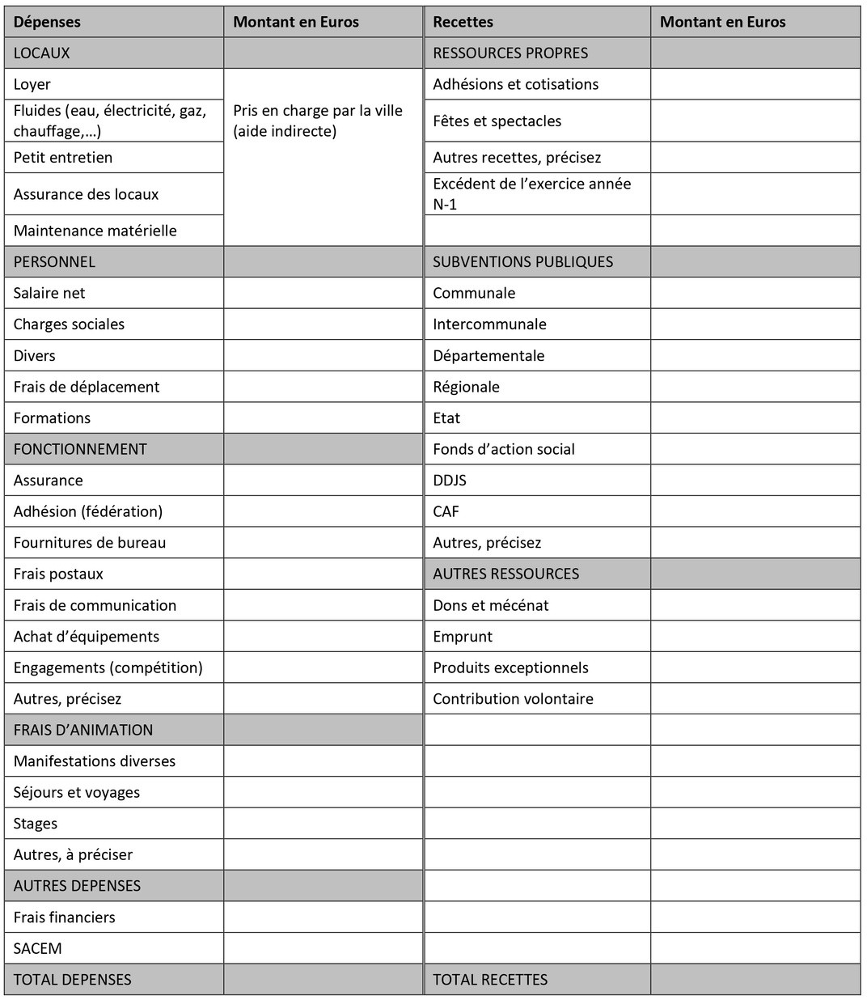 Dépenses Montant en Euros Recettes Montant en Euros
LOCAUX RESSOURCES PROPRES
Loyer Adhésions et cotisations
Fluides (eau, électricité, gaz,
chauffage,...)
Pris en charge par la ville
(aide indirecte)
Fêtes et spectacles
Petit entretien Autres recettes, précisez
Assurance des locaux
Excédent de l’exercice année
N-1
Maintenance matérielle
PERSONNEL SUBVENTIONS PUBLIQUES
Salaire net Communale
Charges sociales Intercommunale
Divers Départementale
Frais de déplacement Régionale
Formations Etat
FONCTIONNEMENT Fonds d’action social
Assurance DDJS
Adhésion (fédération) CAF
Fournitures de bureau Autres, précisez
Frais postaux AUTRES RESSOURCES
Frais de communication Dons et mécénat
Achat d’équipements Emprunt
Engagements (compétition) Produits exceptionnels
Autres, précisez Contribution volontaire
FRAIS D’ANIMATION
Manifestations diverses
Séjours et voyages
Stages
Autres, à préciser
AUTRES DEPENSES
Frais financiers
SACEM
TOTAL DEPENSES TOTAL RECETTES